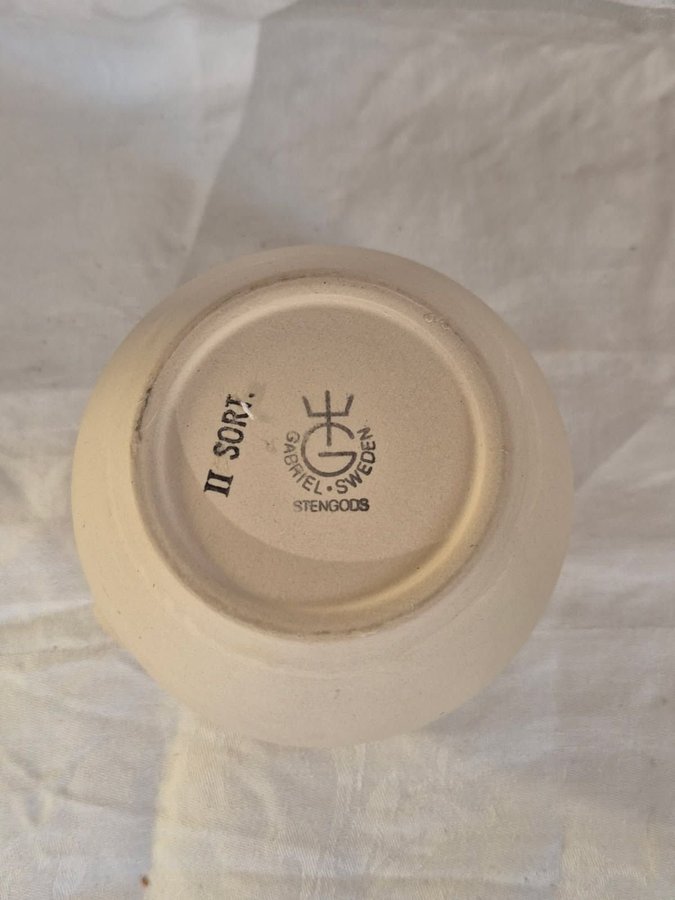 II SORT.
G
GABRIEL · SWEDEN
STENGODS